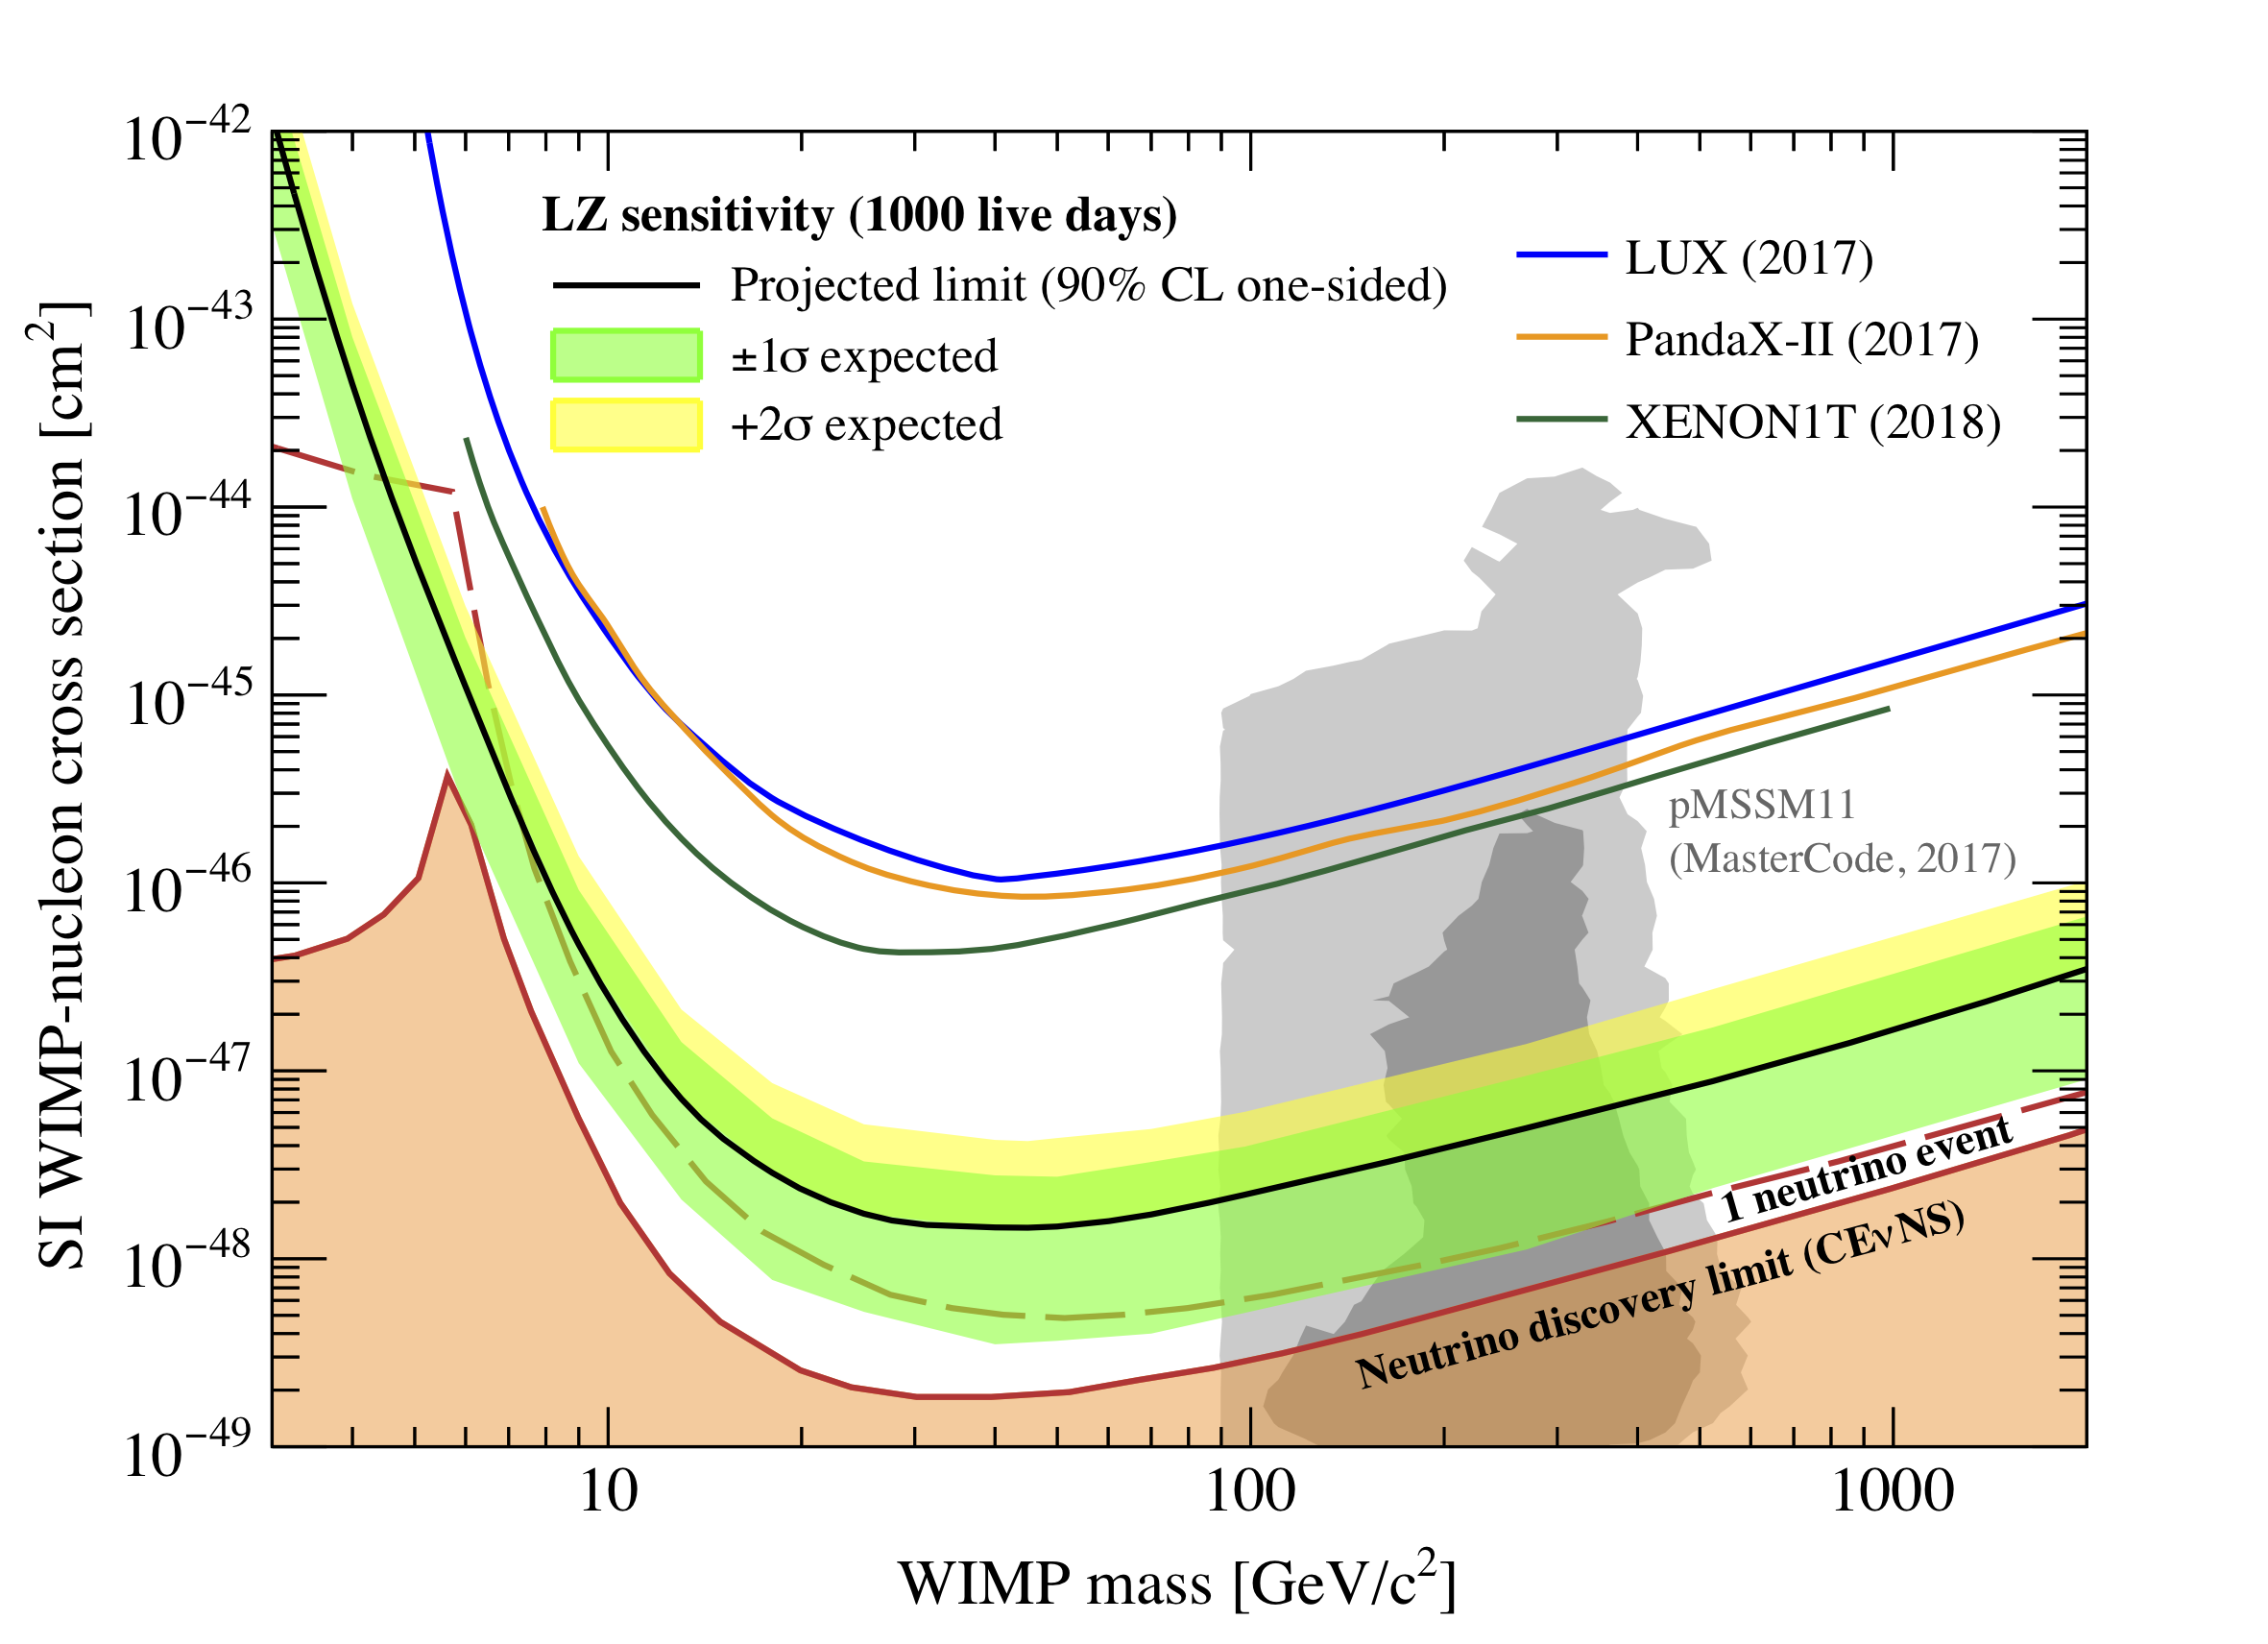 LZ sensitivity (1000 live days)
Projected limit (90% CL one-sided)
±1σ expected
+2σ expected
LUX (2017)
PandaX-II (2017)
XENON1T (2018)
pMSSM11
(MasterCode, 2017)
1 neutrino event
Neutrino discovery limit (CEνNS)
SI WIMP-nucleon cross section [cm²]
10⁻⁴²
10⁻⁴³
10⁻⁴⁴
10⁻⁴⁵
10⁻⁴⁶
10⁻⁴⁷
10⁻⁴⁸
10⁻⁴⁹
10 100 1000
WIMP mass [GeV/c²]